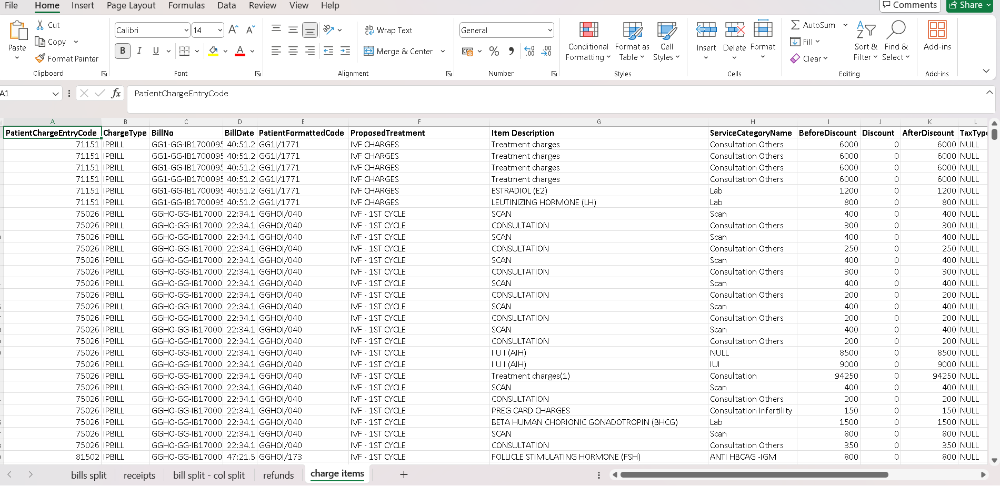 File Home Insert Page Layout Formulas Data Review View Help Comments Share
Cut
Copy
Format Painter
Paste
Clipboard
Calibri 14
B I U
Font
Wrap Text
Merge & Center
Alignment
General
Number
Conditional Formatting
Format as Table
Cell Styles
Styles
Insert Delete Format
Cells
AutoSum
Fill
Clear
Sort & Filter
Find & Select
Editing
Add-ins
Add-ins
A1 fx PatientChargeEntryCode
A B C D E F G H I J K L
PatientChargeEntryCode ChargeType BillNo BillDate PatientFormattedCode ProposedTreatment Item Description ServiceCategoryName BeforeDiscount Discount AfterDiscount TaxType
71151 IPBILL GG1-GG-IB1700095 40:51.2 GG1I/1771 IVF CHARGES Treatment charges Consultation Others 6000 0 6000 NULL
71151 IPBILL GG1-GG-IB1700095 40:51.2 GG1I/1771 IVF CHARGES Treatment charges Consultation Others 6000 0 6000 NULL
71151 IPBILL GG1-GG-IB1700095 40:51.2 GG1I/1771 IVF CHARGES Treatment charges Consultation Others 6000 0 6000 NULL
71151 IPBILL GG1-GG-IB1700095 40:51.2 GG1I/1771 IVF CHARGES Treatment charges Consultation Others 6000 0 6000 NULL
71151 IPBILL GG1-GG-IB1700095 40:51.2 GG1I/1771 IVF CHARGES ESTRADIOL (E2) Lab 1200 0 1200 NULL
71151 IPBILL GG1-GG-IB1700095 40:51.2 GG1I/1771 IVF CHARGES LEUTINIZING HORMONE (LH) Lab 800 0 800 NULL
75026 IPBILL GGHO-GG-IB17000 22:34.1 GGHOI/040 IVF - 1ST CYCLE SCAN Scan 400 0 400 NULL
75026 IPBILL GGHO-GG-IB17000 22:34.1 GGHOI/040 IVF - 1ST CYCLE CONSULTATION Consultation Others 300 0 300 NULL
75026 IPBILL GGHO-GG-IB17000 22:34.1 GGHOI/040 IVF - 1ST CYCLE SCAN Scan 400 0 400 NULL
75026 IPBILL GGHO-GG-IB17000 22:34.1 GGHOI/040 IVF - 1ST CYCLE CONSULTATION Consultation Others 250 0 250 NULL
75026 IPBILL GGHO-GG-IB17000 22:34.1 GGHOI/040 IVF - 1ST CYCLE SCAN Scan 400 0 400 NULL
75026 IPBILL GGHO-GG-IB17000 22:34.1 GGHOI/040 IVF - 1ST CYCLE CONSULTATION Consultation Others 300 0 300 NULL
75026 IPBILL GGHO-GG-IB17000 22:34.1 GGHOI/040 IVF - 1ST CYCLE SCAN Scan 400 0 400 NULL
75026 IPBILL GGHO-GG-IB17000 22:34.1 GGHOI/040 IVF - 1ST CYCLE CONSULTATION Consultation Others 200 0 200 NULL
75026 IPBILL GGHO-GG-IB17000 22:34.1 GGHOI/040 IVF - 1ST CYCLE SCAN Scan 400 0 400 NULL
75026 IPBILL GGHO-GG-IB17000 22:34.1 GGHOI/040 IVF - 1ST CYCLE CONSULTATION Consultation Others 200 0 200 NULL
75026 IPBILL GGHO-GG-IB17000 22:34.1 GGHOI/040 IVF - 1ST CYCLE SCAN Scan 400 0 400 NULL
75026 IPBILL GGHO-GG-IB17000 22:34.1 GGHOI/040 IVF - 1ST CYCLE CONSULTATION Consultation Others 200 0 200 NULL
75026 IPBILL GGHO-GG-IB17000 22:34.1 GGHOI/040 IVF - 1ST CYCLE I U I (AIH) NULL 8500 0 8500 NULL
75026 IPBILL GGHO-GG-IB17000 22:34.1 GGHOI/040 IVF - 1ST CYCLE I U I (AIH) IUI 9000 0 9000 NULL
75026 IPBILL GGHO-GG-IB17000 22:34.1 GGHOI/040 IVF - 1ST CYCLE Treatment charges(1) Consultation 94250 0 94250 NULL
75026 IPBILL GGHO-GG-IB17000 22:34.1 GGHOI/040 IVF - 1ST CYCLE SCAN Scan 400 0 400 NULL
75026 IPBILL GGHO-GG-IB17000 22:34.1 GGHOI/040 IVF - 1ST CYCLE CONSULTATION Consultation Others 200 0 200 NULL
75026 IPBILL GGHO-GG-IB17000 22:34.1 GGHOI/040 IVF - 1ST CYCLE PREG CARD CHARGES Consultation Infertility 150 0 150 NULL
75026 IPBILL GGHO-GG-IB17000 22:34.1 GGHOI/040 IVF - 1ST CYCLE BETA HUMAN CHORIONIC GONADOTROPIN (BHCG) Lab 1500 0 1500 NULL
75026 IPBILL GGHO-GG-IB17000 22:34.1 GGHOI/040 IVF - 1ST CYCLE SCAN Scan 800 0 800 NULL
75026 IPBILL GGHO-GG-IB17000 22:34.1 GGHOI/040 IVF - 1ST CYCLE CONSULTATION Consultation Others 350 0 350 NULL
81502 IPBILL GGHO-GG-IB17000 47:21.5 GGHOI/173 IVF - 1ST CYCLE FOLLICLE STIMULATING HORMONE (FSH) ANTI HBCAG -IGM 800 0 800 NULL
bills split receipts bill split - col split refunds charge items